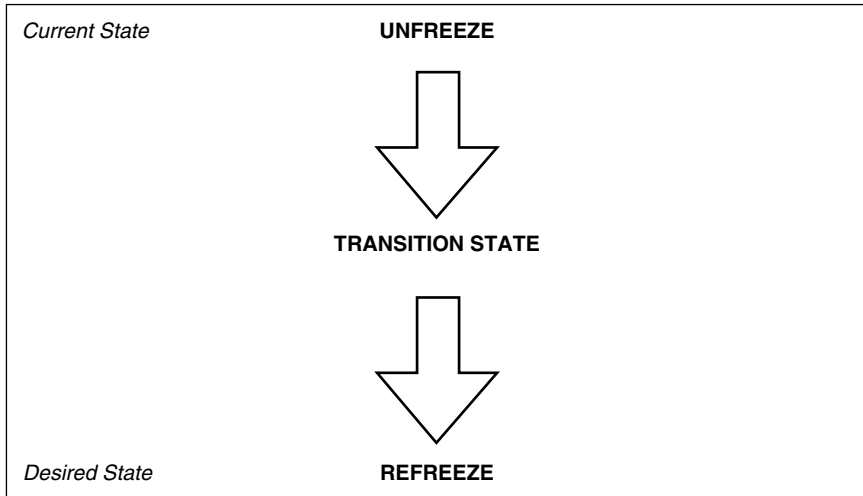 Current State UNFREEZE
TRANSITION STATE
Desired State REFREEZE